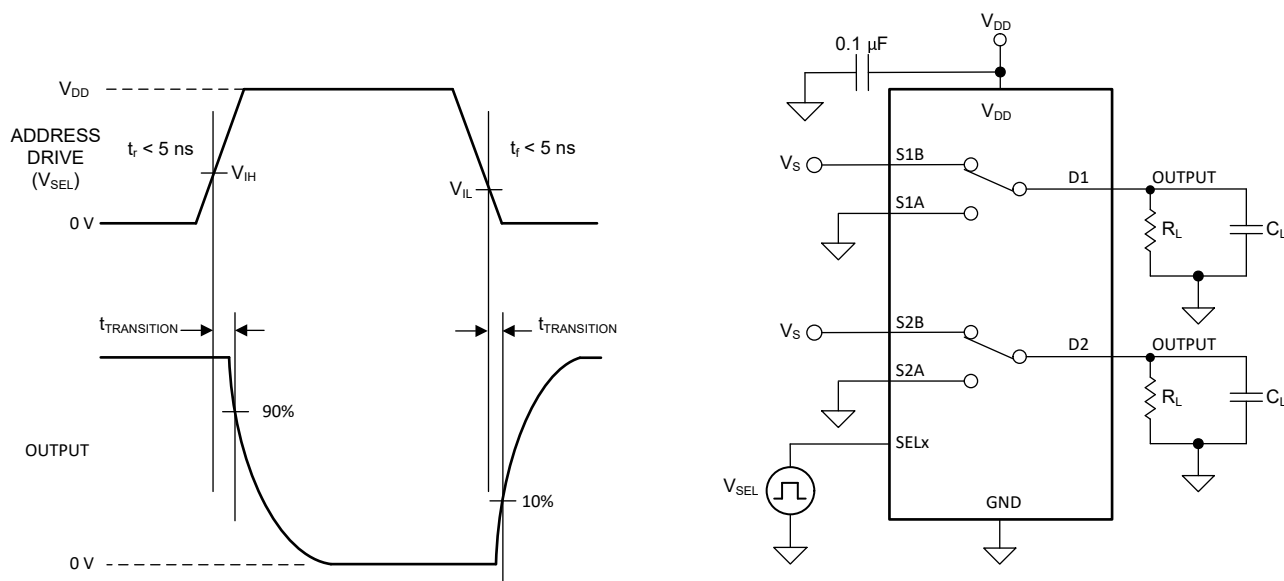 V_DD
ADDRESS
DRIVE
(V_SEL)
t_r < 5 ns
V_IH
t_f < 5 ns
V_IL
0 V
t_TRANSITION
t_TRANSITION
90%
OUTPUT
10%
0 V
V_DD
0.1 µF
V_DD
V_S
S1B
D1
OUTPUT
S1A
R_L
C_L
V_S
S2B
D2
OUTPUT
S2A
R_L
C_L
SELx
V_SEL
GND